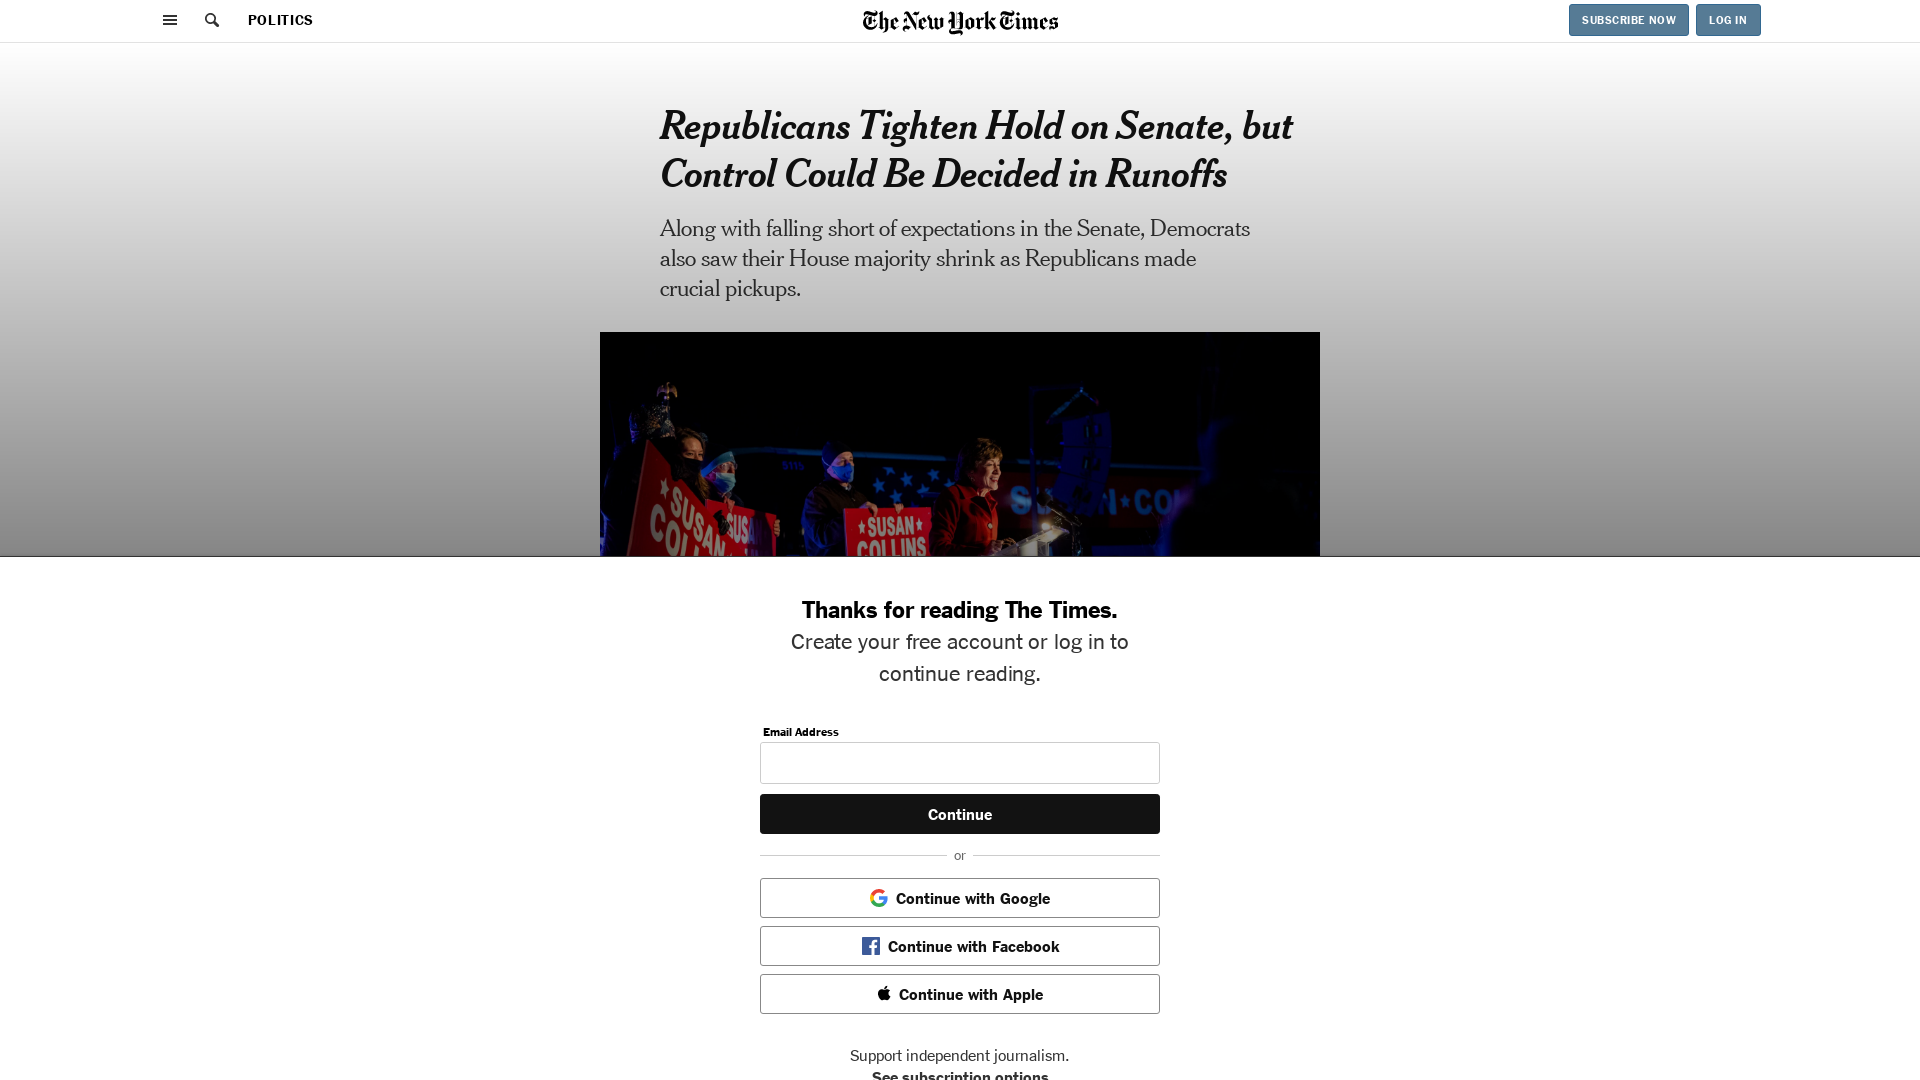 POLITICS
The New York Times
SUBSCRIBE NOW
LOG IN
Republicans Tighten Hold on Senate, but
Control Could Be Decided in Runoffs
Along with falling short of expectations in the Senate, Democrats
also saw their House majority shrink as Republicans made
crucial pickups.
SUSAN
COLLINS
Thanks for reading The Times.
Create your free account or log in to
continue reading.
Email Address
Continue
or
Continue with Google
Continue with Facebook
Continue with Apple
Support independent journalism.
See subscription options